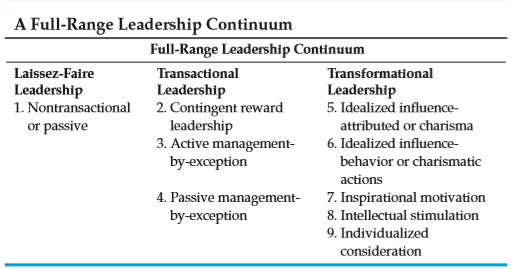 A Full-Range Leadership Continuum
Full-Range Leadership Continuum
Laissez-Faire
Leadership
1. Nontransactional
or passive
Transactional
Leadership
2. Contingent reward
leadership
3. Active management-
by-exception
4. Passive management-
by-exception
Transformational
Leadership
5. Idealized influence-
attributed or charisma
6. Idealized influence-
behavior or charismatic
actions
7. Inspirational motivation
8. Intellectual stimulation
9. Individualized
consideration